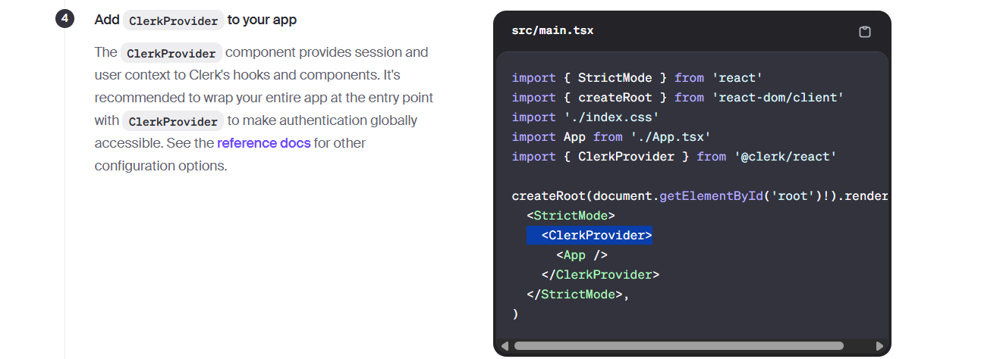 4
Add ClerkProvider to your app
The ClerkProvider component provides session and
user context to Clerk's hooks and components. It's
recommended to wrap your entire app at the entry point
with ClerkProvider to make authentication globally
accessible. See the reference docs for other
configuration options.
src/main.tsx
import { StrictMode } from 'react'
import { createRoot } from 'react-dom/client'
import './index.css'
import App from './App.tsx'
import { ClerkProvider } from '@clerk/react'
createRoot(document.getElementById('root')!).render
<StrictMode>
<ClerkProvider>
<App />
</ClerkProvider>
</StrictMode>,
)